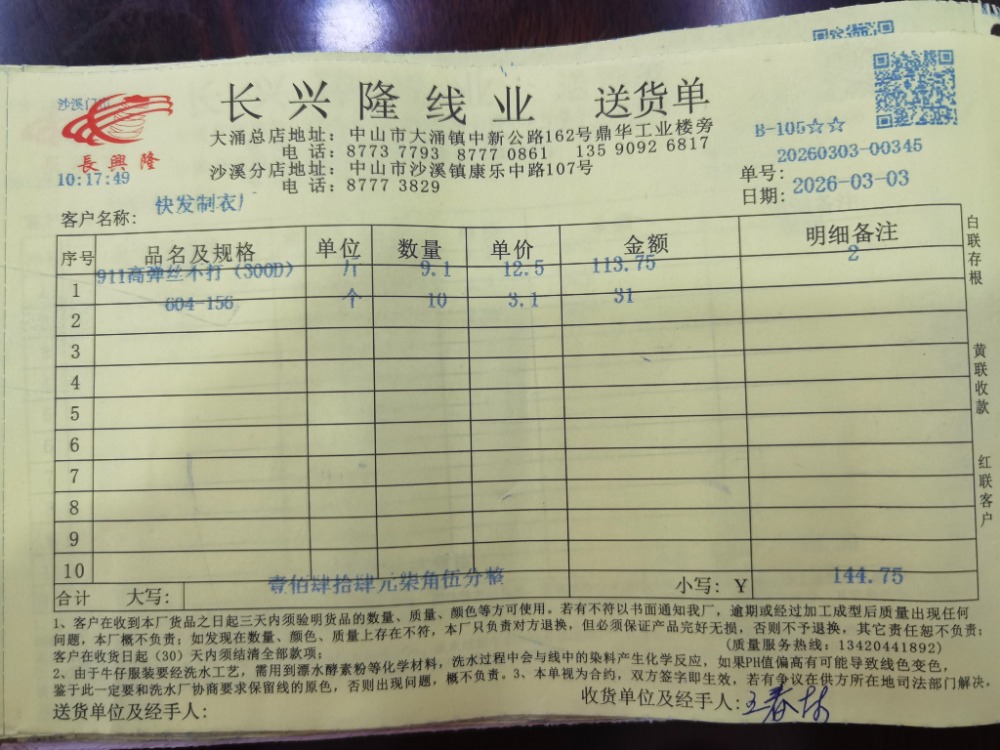 沙溪门
長興隆
10:17:49
长兴隆线业 送货单
大涌总店地址：中山市大涌镇中新公路162号鼎华工业楼旁
电 话：8773 7793 8777 0861 135 9092 6817
沙溪分店地址：中山市沙溪镇康乐中路107号
电 话：8777 3829
B-105☆☆
单号：20260303-00345
日期：2026-03-03
客户名称：快发制衣厂
序号 品名及规格 单位 数量 单价 金额 明细备注
1 911高弹丝不打（300D） 斤 9.1 12.5 113.75 2
2 604-156 个 10 3.1 31
3
4
5
6
7
8
9
10
合计 大写：壹佰肆拾肆元柒角伍分整 小写：Y 144.75
白联存根
黄联收款
红联客户
1、客户在收到本厂货品之日起三天内须验明货品的数量、质量、颜色等方可使用。若有不符以书面通知我厂，逾期或经过加工成型后质量出现任何
问题，本厂概不负责；如发现在数量、颜色、质量上存在不符，本厂只负责对方退换，但必须保证产品完好无损，否则不予退换，其它责任恕不负责；
客户在收货日起（30）天内须结清全部款项； （质量服务热线：13420441892）
2、由于牛仔服装要经洗水工艺，需用到漂水酵素粉等化学材料，洗水过程中会与线中的染料产生化学反应，如果PH值偏高有可能导致线色变色，
鉴于此一定要和洗水厂协商要求保留线的原色，否则出现问题，概不负责。3、本单视为合约，双方签字即生效，若有争议在供方所在地司法部门解决。
送货单位及经手人： 收货单位及经手人：王春林